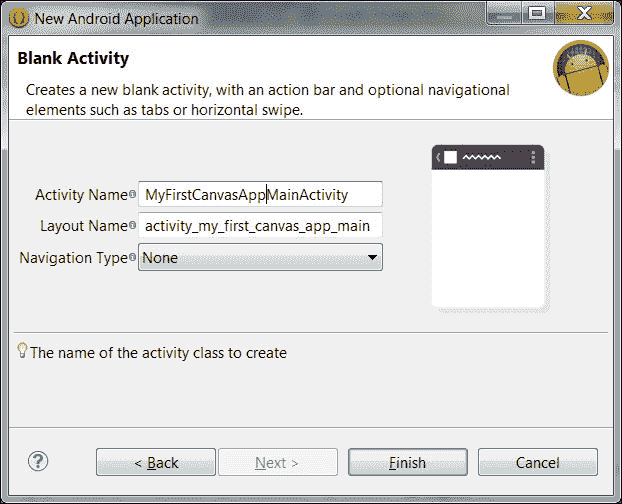 New Android Application
Blank Activity
Creates a new blank activity, with an action bar and optional navigational
elements such as tabs or horizontal swipe.
Activity Name MyFirstCanvasAppMainActivity
Layout Name activity_my_first_canvas_app_main
Navigation Type None
The name of the activity class to create
? < Back Next > Finish Cancel